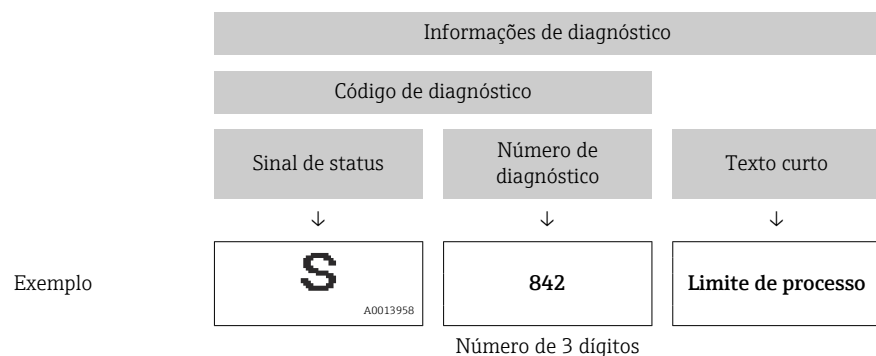 Informações de diagnóstico
Código de diagnóstico
Sinal de status
Número de
diagnóstico
Texto curto
↓ ↓ ↓
Exemplo
S
A0013958
842
Limite de processo
Número de 3 dígitos